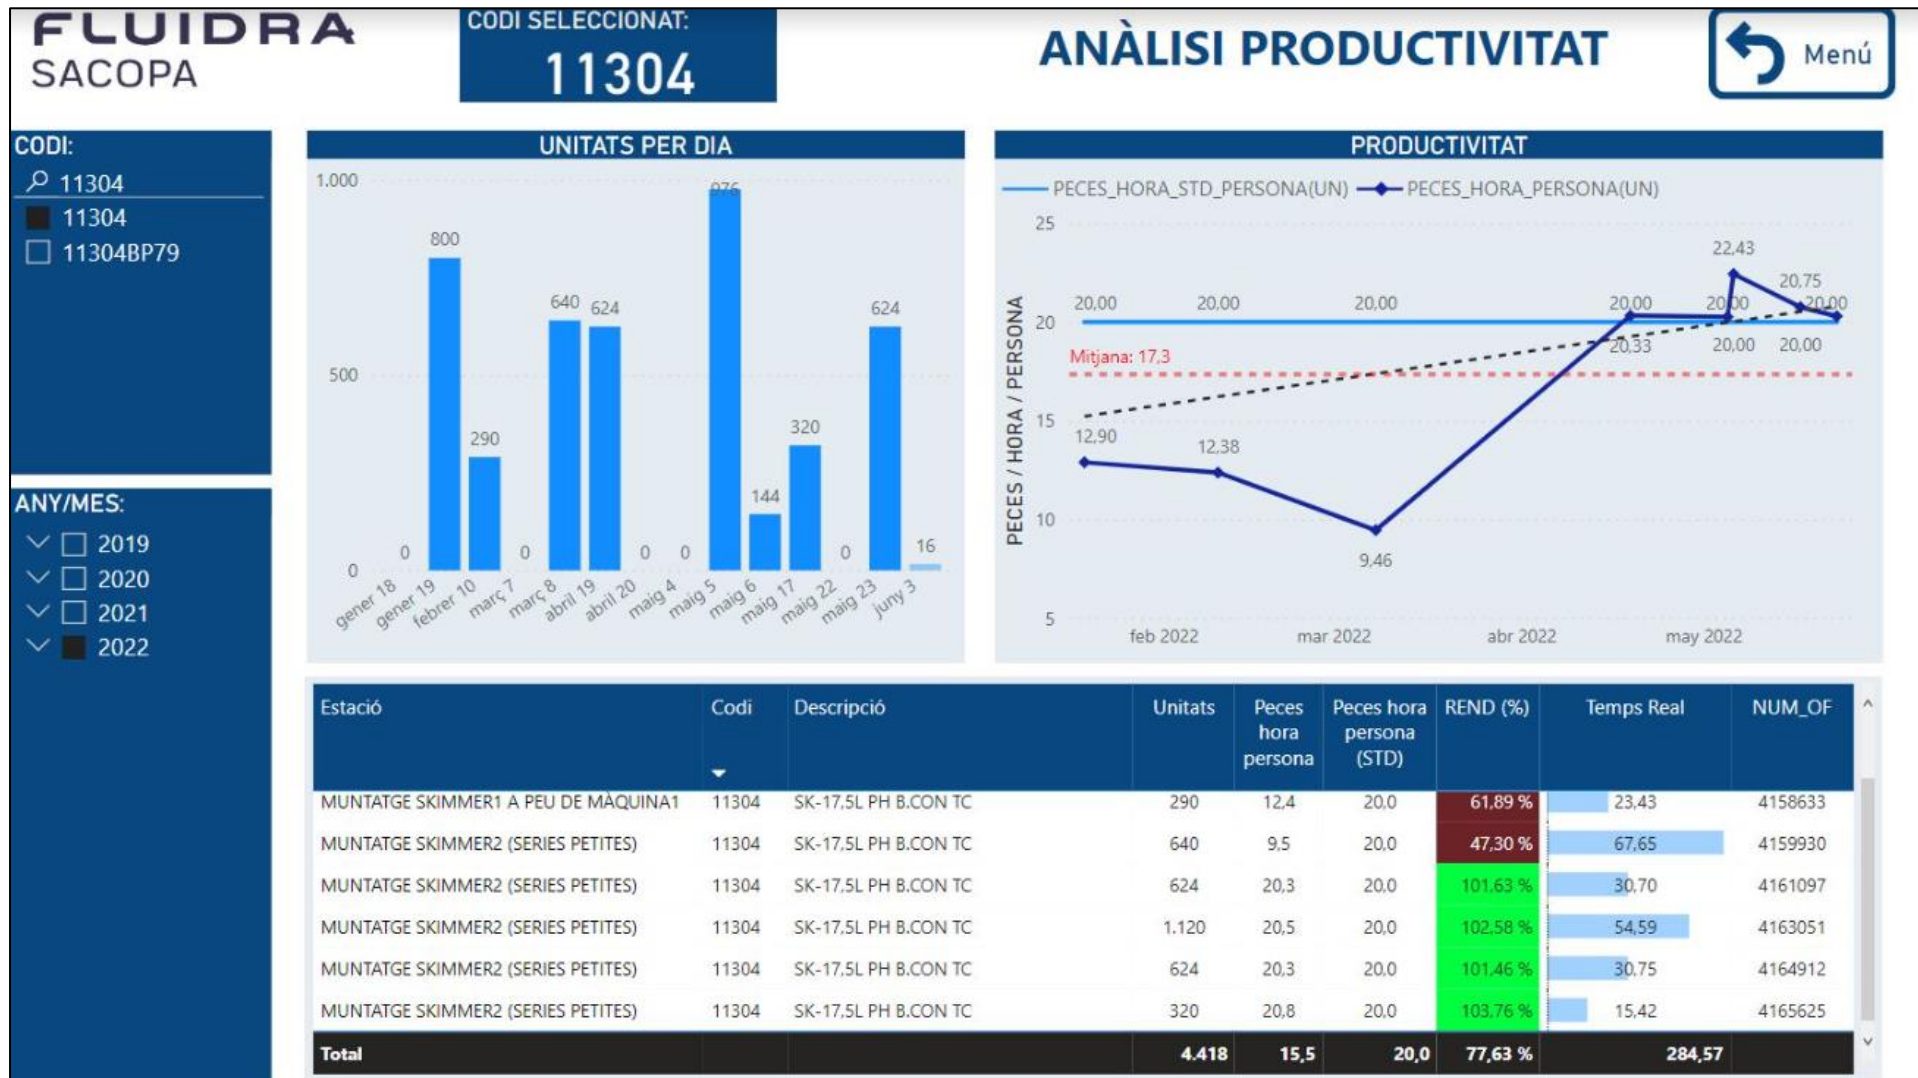 FLUIDRA
SACOPA
CODI SELECCIONAT:
11304
ANÀLISI PRODUCTIVITAT
Menú
CODI:
11304
11304
11304BP79
ANY/MES:
2019
2020
2021
2022
UNITATS PER DIA
1.000
500
0
0
800
290
0
640
624
0
0
976
144
320
0
624
16
gener 18
gener 19
febrer 10
març 7
març 8
abril 19
abril 20
maig 4
maig 5
maig 6
maig 17
maig 22
maig 23
juny 3
PRODUCTIVITAT
PECES_HORA_STD_PERSONA(UN) PECES_HORA_PERSONA(UN)
PECES / HORA / PERSONA
25
20
15
10
5
22,43
20,75
20,00 20,00 20,00 20,00 20,00 20,00
20,33 20,00 20,00
Mitjana: 17,3
12,90
12,38
9,46
feb 2022 mar 2022 abr 2022 may 2022
Estació Codi Descripció Unitats Peces hora persona Peces hora persona (STD) REND (%) Temps Real NUM_OF
MUNTATGE SKIMMER1 A PEU DE MÀQUINA1 11304 SK-17,5L PH B.CON TC 290 12,4 20,0 61,89 % 23,43 4158633
MUNTATGE SKIMMER2 (SERIES PETITES) 11304 SK-17,5L PH B.CON TC 640 9,5 20,0 47,30 % 67,65 4159930
MUNTATGE SKIMMER2 (SERIES PETITES) 11304 SK-17,5L PH B.CON TC 624 20,3 20,0 101,63 % 30,70 4161097
MUNTATGE SKIMMER2 (SERIES PETITES) 11304 SK-17,5L PH B.CON TC 1.120 20,5 20,0 102,58 % 54,59 4163051
MUNTATGE SKIMMER2 (SERIES PETITES) 11304 SK-17,5L PH B.CON TC 624 20,3 20,0 101,46 % 30,75 4164912
MUNTATGE SKIMMER2 (SERIES PETITES) 11304 SK-17,5L PH B.CON TC 320 20,8 20,0 103,76 % 15,42 4165625
Total 4.418 15,5 20,0 77,63 % 284,57